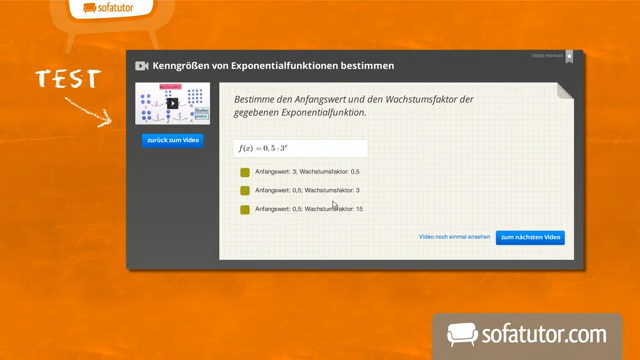 sofatutor
TEST
Video merken
Kenngrößen von Exponentialfunktionen bestimmen
Bestimme den Anfangswert und den Wachstumsfaktor der
gegebenen Exponentialfunktion.
zurück zum Video
f(x) = 0, 5 · 3ˣ
Anfangswert: 3; Wachstumsfaktor: 0,5
Anfangswert: 0,5; Wachstumsfaktor: 3
Anfangswert: 0,5; Wachstumsfaktor: 15
Video noch einmal ansehen
zum nächsten Video
sofatutor.com